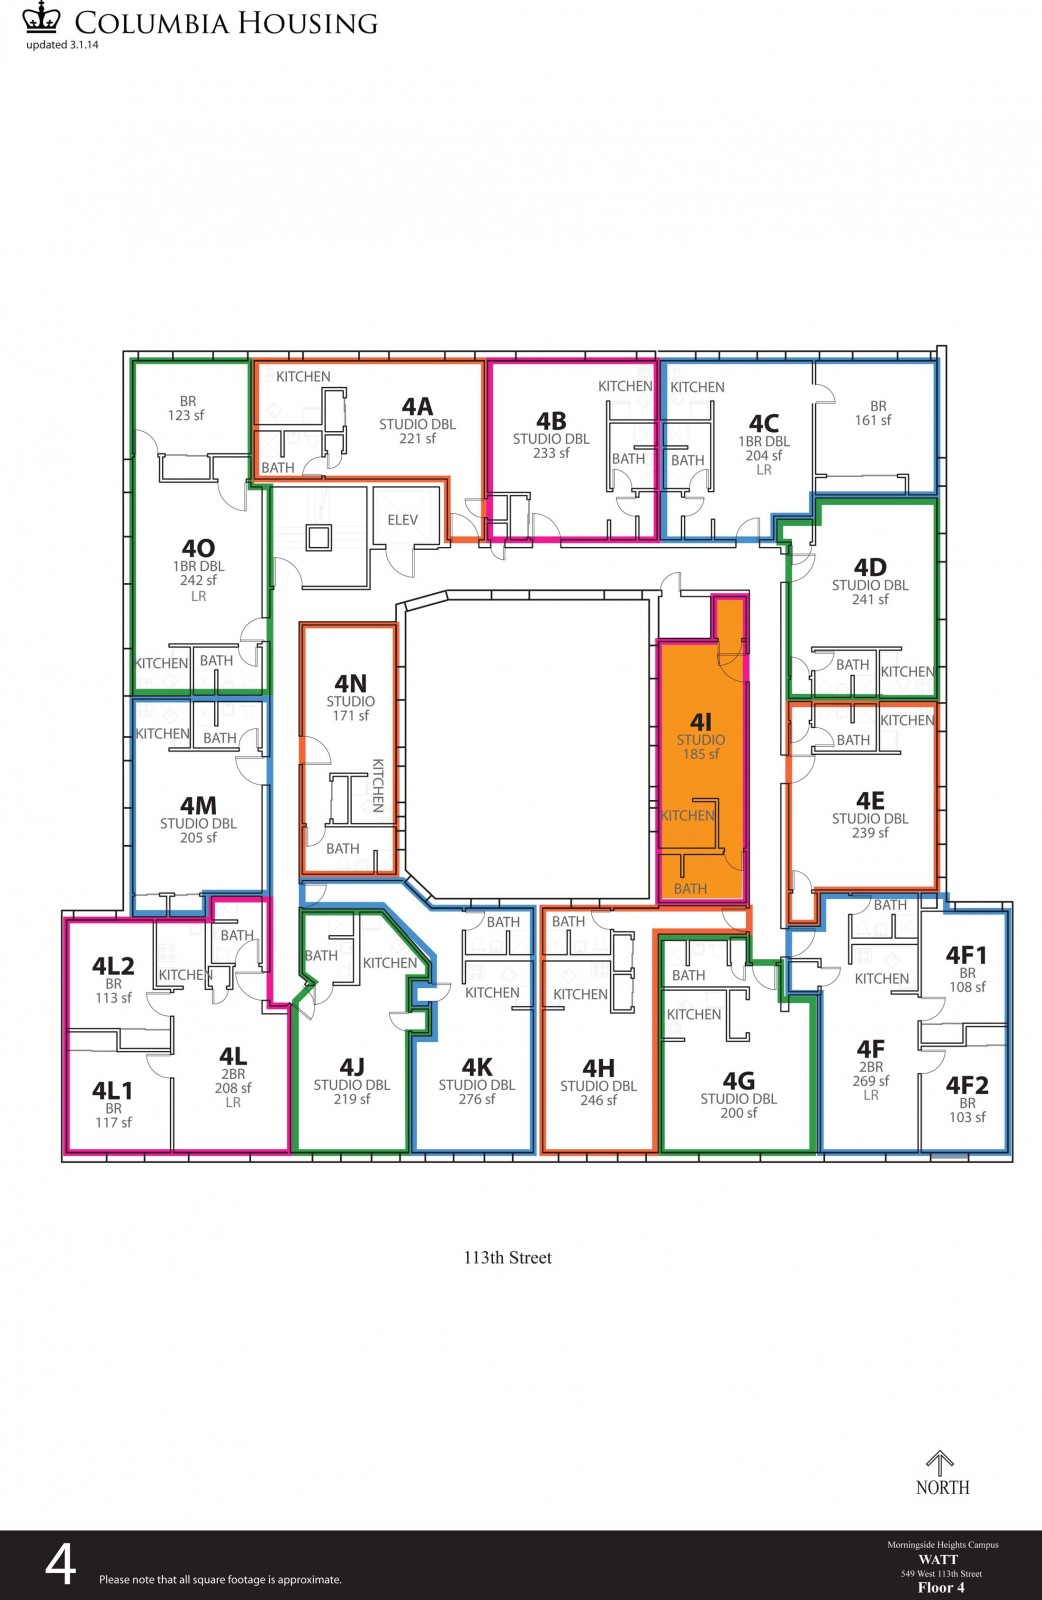 COLUMBIA HOUSING
updated 3.1.14
BR
123 sf
KITCHEN
4A
STUDIO DBL
221 sf
BATH
4B
STUDIO DBL
233 sf
KITCHEN
BATH
KITCHEN
BATH
4C
1BR DBL
204 sf
LR
BR
161 sf
ELEV
4O
1BR DBL
242 sf
LR
KITCHEN
BATH
4D
STUDIO DBL
241 sf
BATH
KITCHEN
4N
STUDIO
171 sf
KITCHEN
BATH
4I
STUDIO
185 sf
KITCHEN
BATH
KITCHEN
BATH
4M
STUDIO DBL
205 sf
KITCHEN
BATH
4E
STUDIO DBL
239 sf
4L2
BR
113 sf
KITCHEN
BATH
4L1
BR
117 sf
4L
2BR
208 sf
LR
BATH
KITCHEN
4J
STUDIO DBL
219 sf
BATH
KITCHEN
4K
STUDIO DBL
276 sf
BATH
KITCHEN
4H
STUDIO DBL
246 sf
BATH
KITCHEN
4G
STUDIO DBL
200 sf
BATH
KITCHEN
4F
2BR
269 sf
LR
4F1
BR
108 sf
4F2
BR
103 sf
113th Street
NORTH
4
Please note that all square footage is approximate.
Morningside Heights Campus
WATT
549 West 113th Street
Floor 4